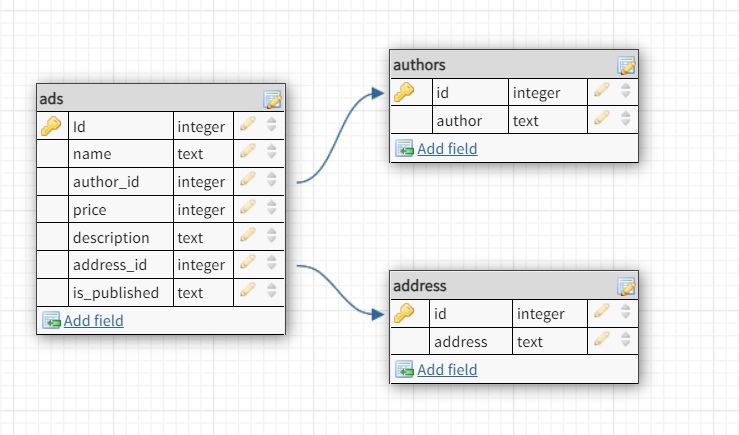 ads
Id integer
name text
author_id integer
price integer
description text
address_id integer
is_published text
Add field
authors
id integer
author text
Add field
address
id integer
address text
Add field